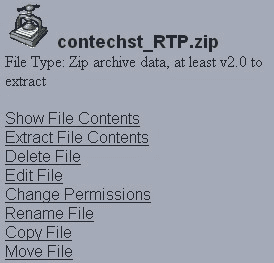 contechst_RTP.zip
File Type: Zip archive data, at least v2.0 to
extract
Show File Contents
Extract File Contents
Delete File
Edit File
Change Permissions
Rename File
Copy File
Move File